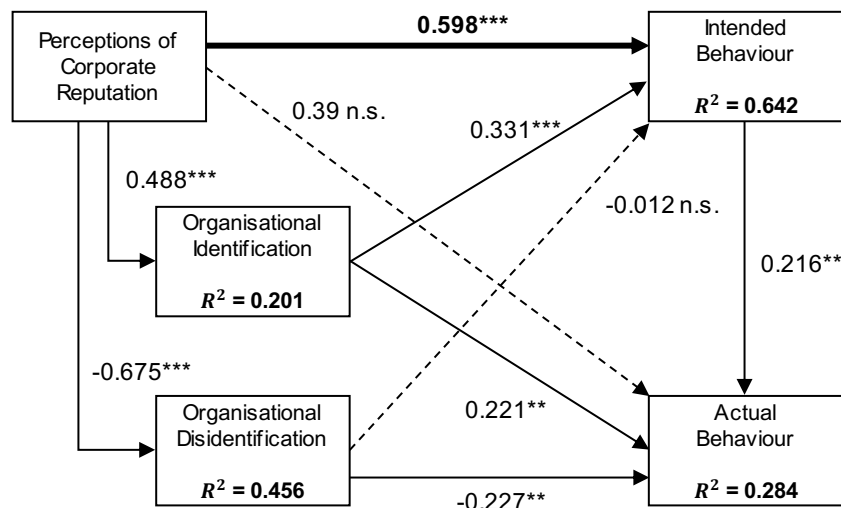 Perceptions of
Corporate
Reputation
0.598***
Intended
Behaviour
R² = 0.642
0.39 n.s.
0.331***
0.488***
-0.012 n.s.
Organisational
Identification
R² = 0.201
0.216**
-0.675***
Organisational
Disidentification
R² = 0.456
0.221**
Actual
Behaviour
R² = 0.284
-0.227**